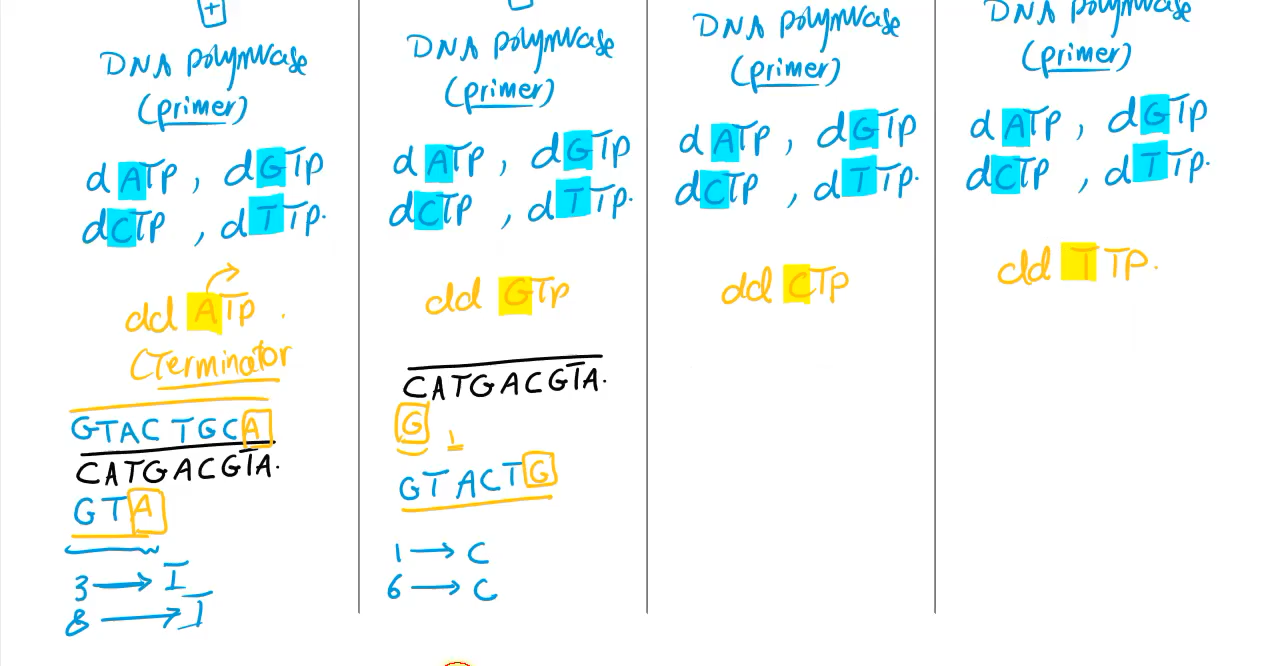 DNA polymerase
(primer)
dATP, dGTP
dCTP, dTTP.
ddATP.
(Terminator
GTACTGCA
CATGACGTA.
GTA
3 → T
8 → T
DNA polymerase
(primer)
dATP, dGTP
dCTP, dTTP.
ddGTP
CATGACGTA.
G
1
GTACTG
1 → C
6 → C
DNA polymerase
(primer)
dATP, dGTP
dCTP, dTTP.
ddCTP
DNA polymerase
(primer)
dATP, dGTP
dCTP, dTTP.
ddTTP.